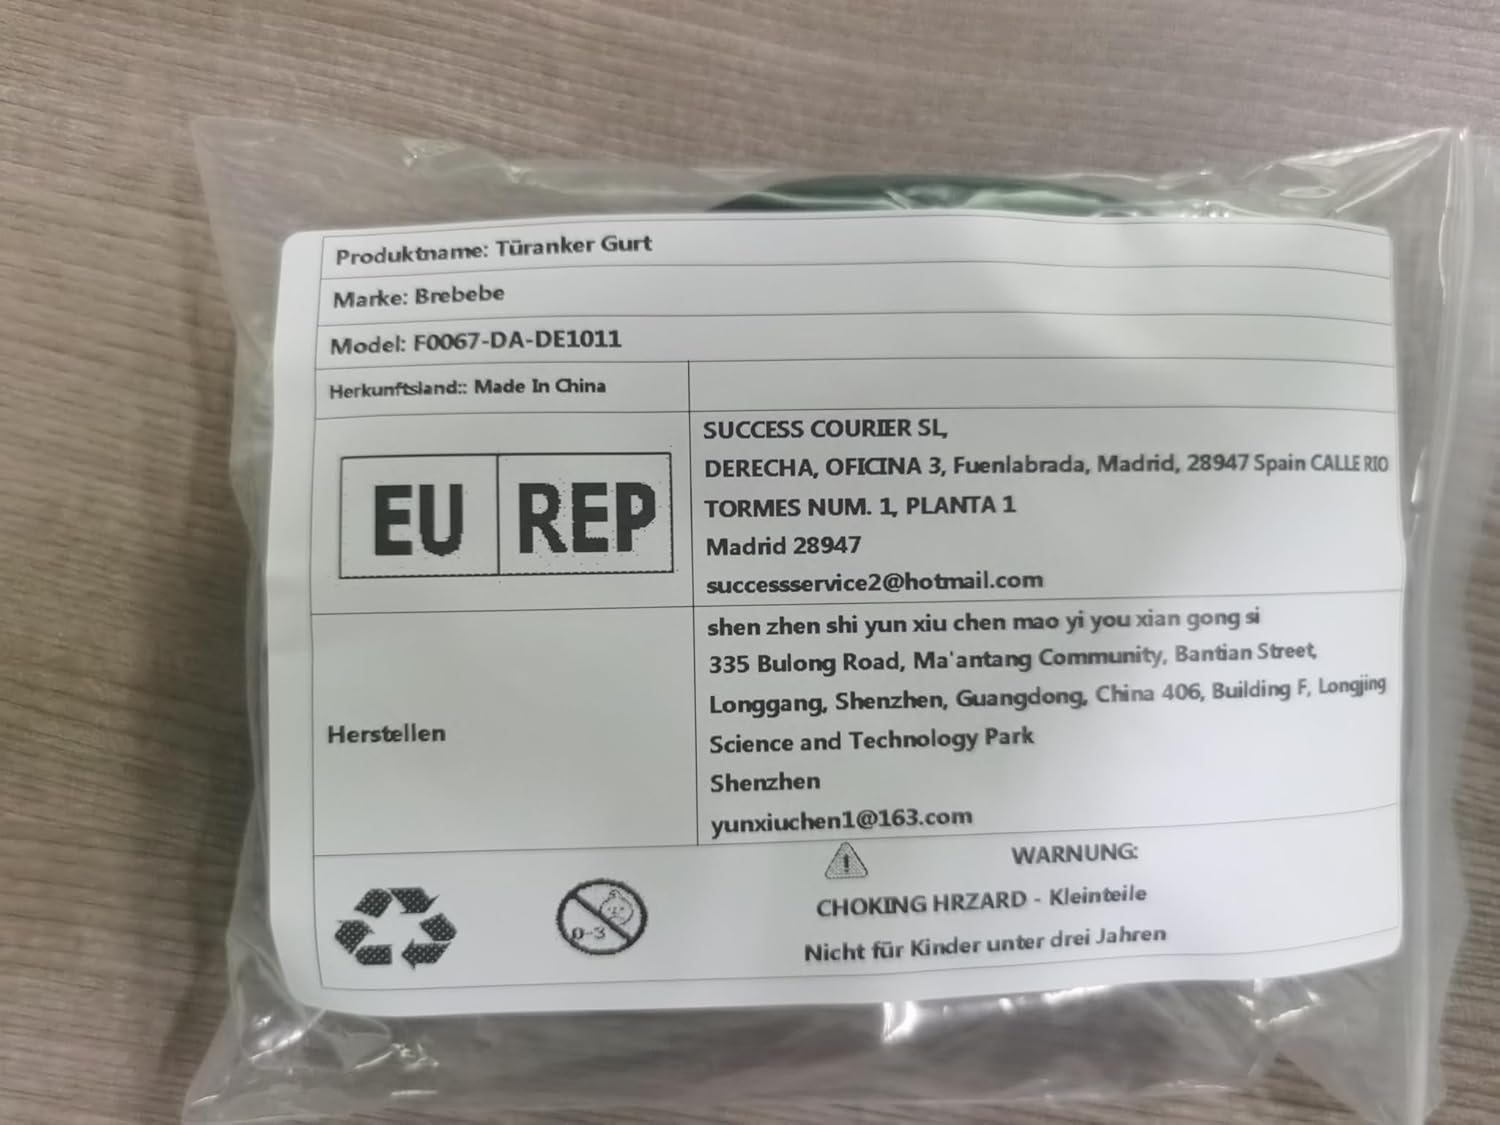 Produktname: Türanker Gurt
Marke: Brebebe
Model: F0067-DA-DE1011
Herkunftsland:: Made In China
EU REP
SUCCESS COURIER SL,
DERECHA, OFICINA 3, Fuenlabrada, Madrid, 28947 Spain CALLE RIO
TORMES NUM. 1, PLANTA 1
Madrid 28947
successservice2@hotmail.com
Herstellen
shen zhen shi yun xiu chen mao yi you xian gong si
335 Bulong Road, Ma'antang Community, Bantian Street,
Longgang, Shenzhen, Guangdong, China 406, Building F, Longjing
Science and Technology Park
Shenzhen
yunxiuchen1@163.com
0-3
WARNUNG:
CHOKING HRZARD - Kleinteile
Nicht für Kinder unter drei Jahren